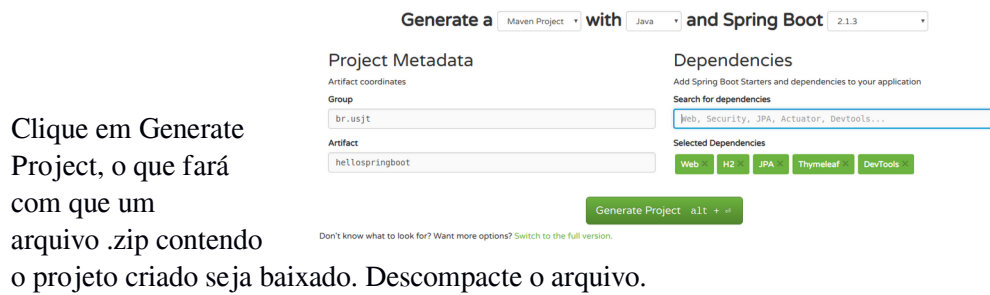 Generate a Maven Project with Java and Spring Boot 2.1.3
Project Metadata
Artifact coordinates
Group
br.usjt
Artifact
hellospringboot
Dependencies
Add Spring Boot Starters and dependencies to your application
Search for dependencies
Web, Security, JPA, Actuator, Devtools...
Selected Dependencies
Web × H2 × JPA × Thymeleaf × DevTools ×
Generate Project alt + ⏎
Don't know what to look for? Want more options? Switch to the full version.
Clique em Generate
Project, o que fará
com que um
arquivo .zip contendo
o projeto criado seja baixado. Descompacte o arquivo.